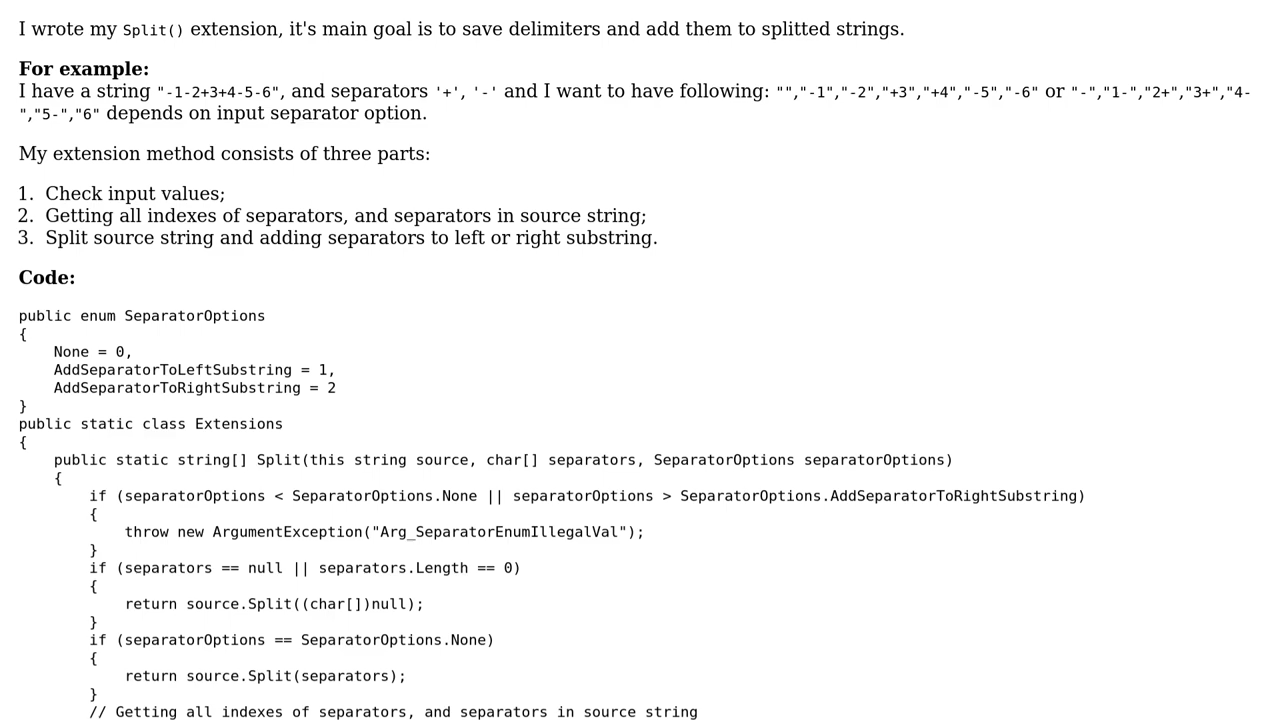 I wrote my Split() extension, it's main goal is to save delimiters and add them to splitted strings.
For example:
I have a string "-1-2+3+4-5-6", and separators '+', '-' and I want to have following: "","-1","-2","+3","+4","-5","-6" or "-","1-","2+","3+","4-
","5-","6" depends on input separator option.
My extension method consists of three parts:
1. Check input values;
2. Getting all indexes of separators, and separators in source string;
3. Split source string and adding separators to left or right substring.
Code:
public enum SeparatorOptions
{
    None = 0,
    AddSeparatorToLeftSubstring = 1,
    AddSeparatorToRightSubstring = 2
}
public static class Extensions
{
    public static string[] Split(this string source, char[] separators, SeparatorOptions separatorOptions)
    {
        if (separatorOptions < SeparatorOptions.None || separatorOptions > SeparatorOptions.AddSeparatorToRightSubstring)
        {
            throw new ArgumentException("Arg_SeparatorEnumIllegalVal");
        }
        if (separators == null || separators.Length == 0)
        {
            return source.Split((char[])null);
        }
        if (separatorOptions == SeparatorOptions.None)
        {
            return source.Split(separators);
        }
        // Getting all indexes of separators, and separators in source string